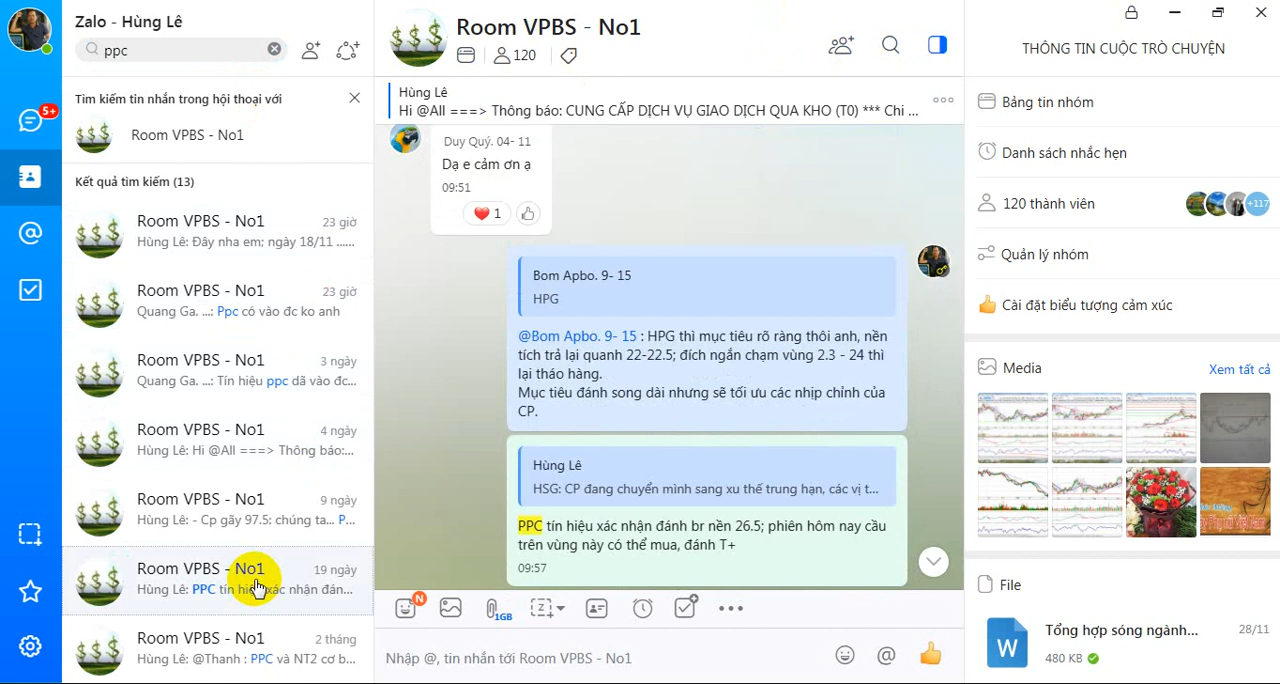 Zalo - Hùng Lê
ppc
5+
Tìm kiếm tin nhắn trong hội thoại với
Room VPBS - No1
Kết quả tìm kiếm (13)
Room VPBS - No1
23 giờ
Hùng Lê: Đây nha em; ngày 18/11 ......
Room VPBS - No1
23 giờ
Quang Ga. ...: Ppc có vào đc ko anh
Room VPBS - No1
3 ngày
Quang Ga. ...: Tín hiệu ppc dã vào đc...
Room VPBS - No1
4 ngày
Hùng Lê: Hi @All ===> Thông báo:...
Room VPBS - No1
9 ngày
Hùng Lê: - Cp gãy 97.5: chúng ta... P...
Room VPBS - No1
19 ngày
Hùng Lê: PPC tín hiệu xác nhận đán...
Room VPBS - No1
2 tháng
Hùng Lê: @Thanh : PPC và NT2 cơ b...
Room VPBS - No1
120
Hùng Lê
Hi @All ===> Thông báo: CUNG CẤP DỊCH VỤ GIAO DỊCH QUA KHO (T0) *** Chi ...
Duy Quý. 04- 11
Dạ e cảm ơn ạ
09:51
1
Bom Apbo. 9- 15
HPG
@Bom Apbo. 9- 15 : HPG thì mục tiêu rõ ràng thôi anh, nền
tích trả lại quanh 22-22.5; đích ngắn chạm vùng 2.3 - 24 thì
lại tháo hàng.
Mục tiêu đánh song dài nhưng sẽ tối ưu các nhịp chỉnh của
CP.
Hùng Lê
HSG: CP đang chuyển mình sang xu thế trung hạn, các vị t...
PPC tín hiệu xác nhận đánh br nền 26.5; phiên hôm nay cầu
trên vùng này có thể mua, đánh T+
09:57
N
1GB
Nhập @, tin nhắn tới Room VPBS - No1
THÔNG TIN CUỘC TRÒ CHUYỆN
Bảng tin nhóm
Danh sách nhắc hẹn
120 thành viên
+117
Quản lý nhóm
Cài đặt biểu tượng cảm xúc
Media
Xem tất cả
File
W
Tổng hợp sóng ngành...
28/11
480 KB